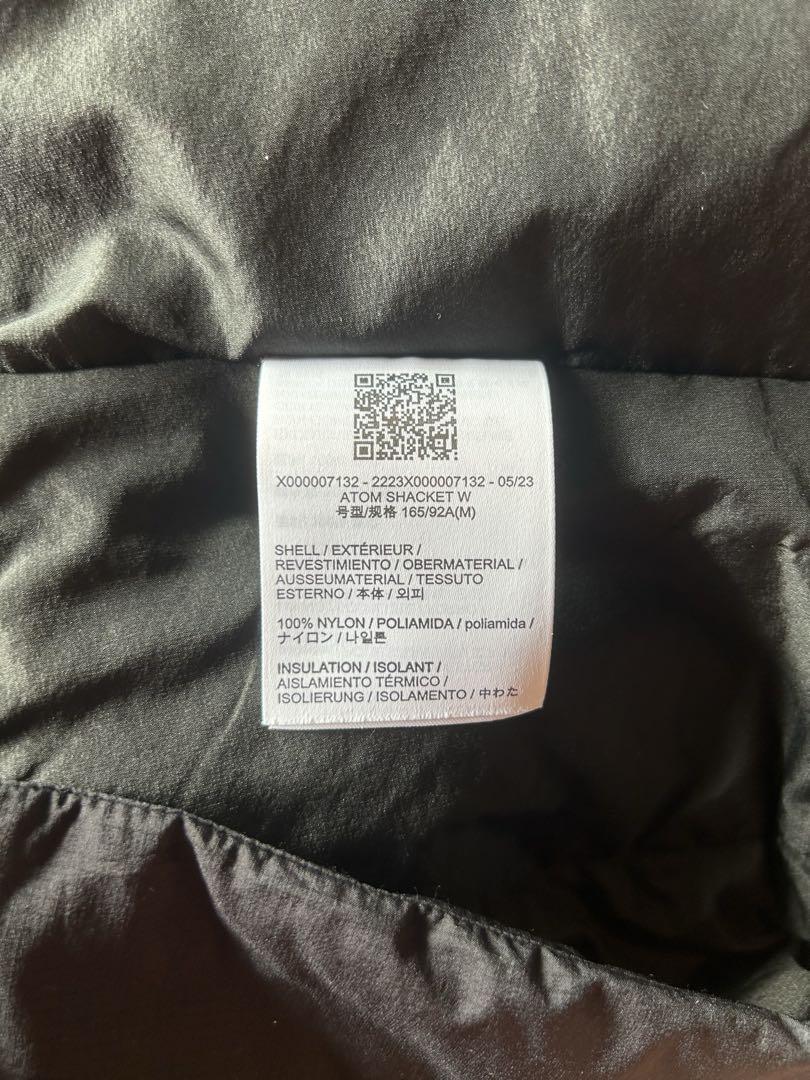 X000007132 - 2223X000007132 - 05/23
ATOM SHACKET W
号型/规格 165/92A(M)
SHELL / EXTÉRIEUR /
REVESTIMIENTO / OBERMATERIAL /
AUSSEUMATERIAL / TESSUTO
ESTERNO / 本体 / 외피
100% NYLON / POLIAMIDA / poliamida /
ナイロン / 나일론
INSULATION / ISOLANT /
AISLAMIENTO TÉRMICO /
ISOLIERUNG / ISOLAMENTO / 中わた